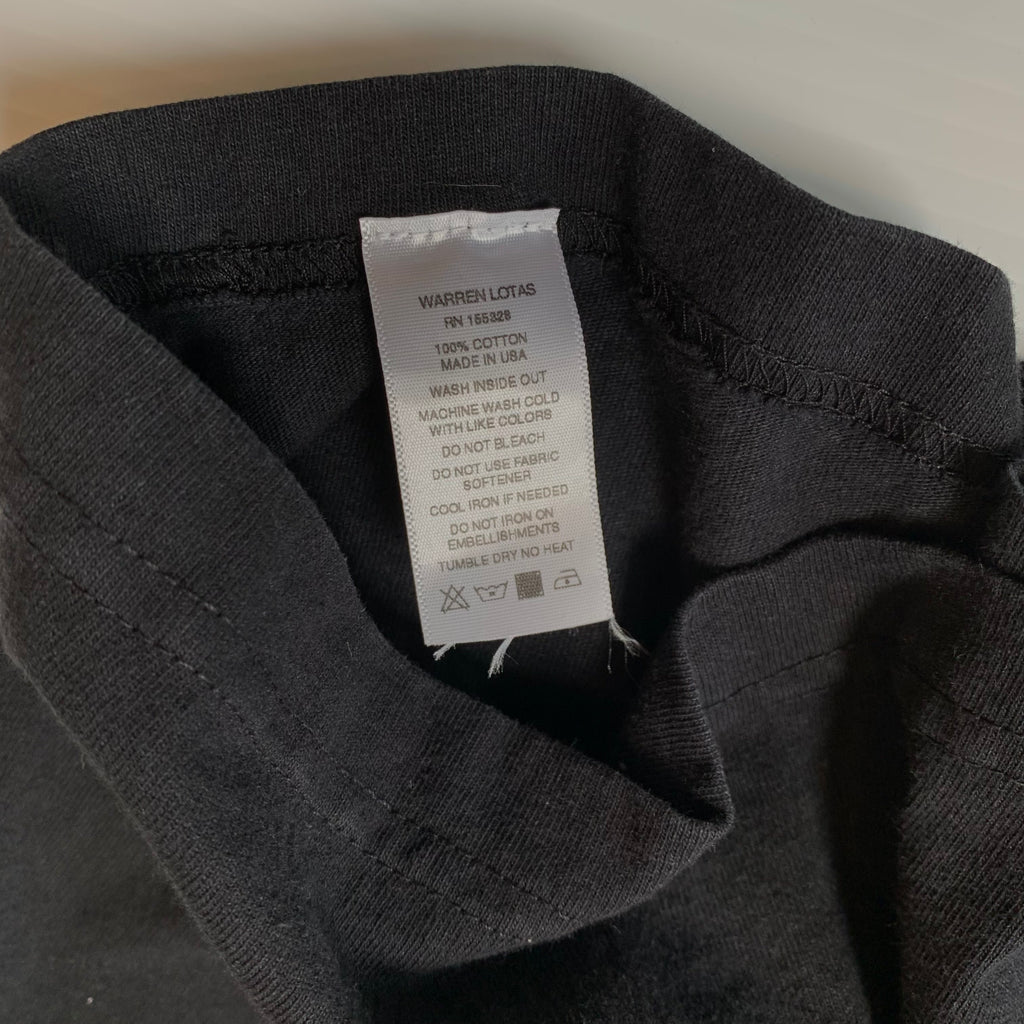 WARREN LOTAS
RN 155328
100% COTTON
MADE IN USA
WASH INSIDE OUT
MACHINE WASH COLD
WITH LIKE COLORS
DO NOT BLEACH
DO NOT USE FABRIC
SOFTENER
COOL IRON IF NEEDED
DO NOT IRON ON
EMBELLISHMENTS
TUMBLE DRY NO HEAT